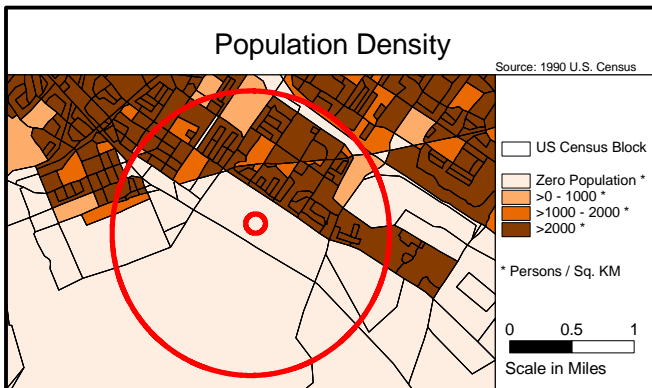 Population Density
Source: 1990 U.S. Census
US Census Block
Zero Population *
>0 - 1000 *
>1000 - 2000 *
>2000 *
* Persons / Sq. KM
0 0.5 1
Scale in Miles